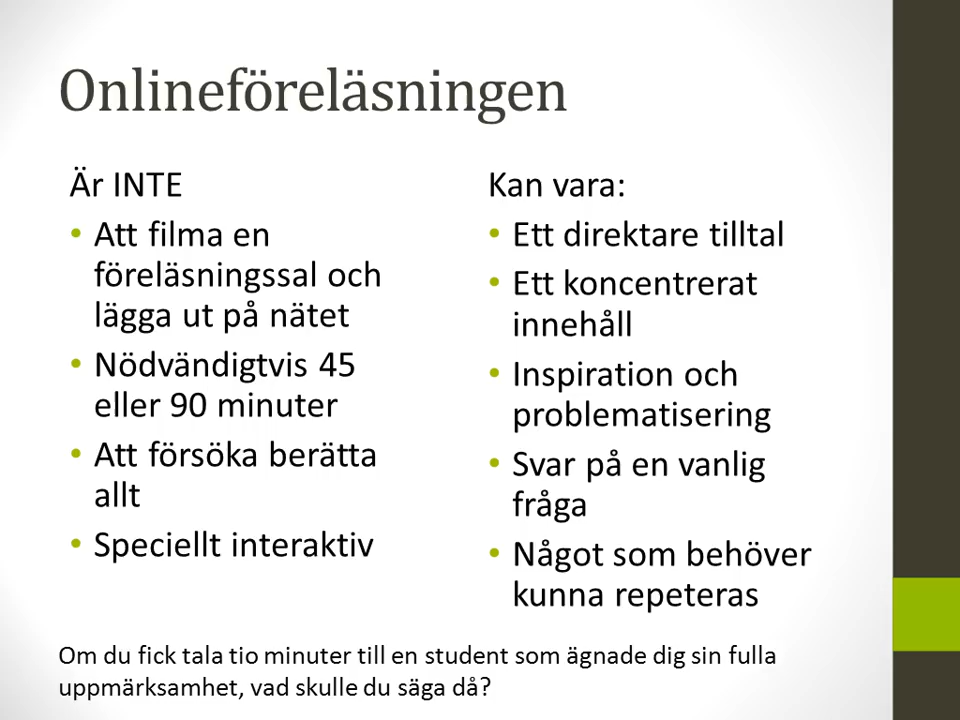 Onlineföreläsningen
Är INTE
• Att filma en
föreläsningssal och
lägga ut på nätet
• Nödvändigtvis 45
eller 90 minuter
• Att försöka berätta
allt
• Speciellt interaktiv
Kan vara:
• Ett direktare tilltal
• Ett koncentrerat
innehåll
• Inspiration och
problematisering
• Svar på en vanlig
fråga
• Något som behöver
kunna repeteras
Om du fick tala tio minuter till en student som ägnade dig sin fulla
uppmärksamhet, vad skulle du säga då?